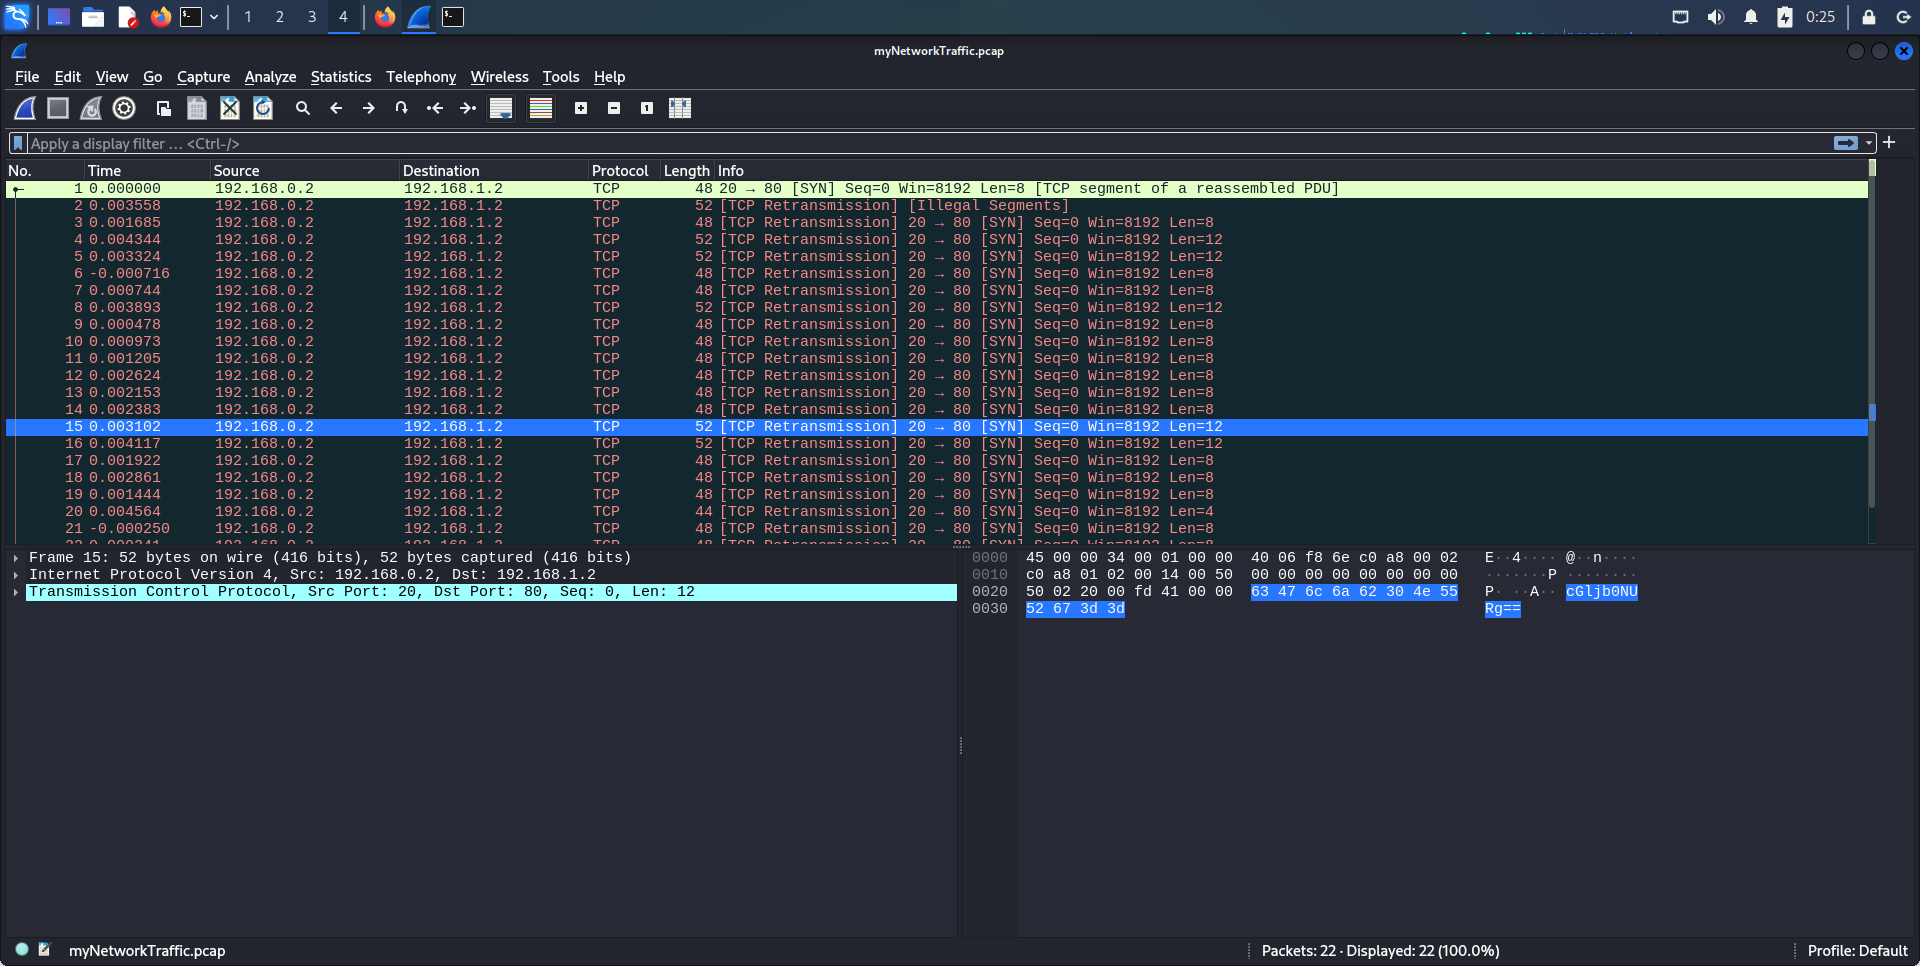 1 2 3 4 0:25
myNetworkTraffic.pcap
File Edit View Go Capture Analyze Statistics Telephony Wireless Tools Help
Apply a display filter … <Ctrl-/>
No. Time Source Destination Protocol Length Info
1 0.000000 192.168.0.2 192.168.1.2 TCP 48 20 → 80 [SYN] Seq=0 Win=8192 Len=8 [TCP segment of a reassembled PDU]
2 0.003558 192.168.0.2 192.168.1.2 TCP 52 [TCP Retransmission] [Illegal Segments]
3 0.001685 192.168.0.2 192.168.1.2 TCP 48 [TCP Retransmission] 20 → 80 [SYN] Seq=0 Win=8192 Len=8
4 0.004344 192.168.0.2 192.168.1.2 TCP 52 [TCP Retransmission] 20 → 80 [SYN] Seq=0 Win=8192 Len=12
5 0.003324 192.168.0.2 192.168.1.2 TCP 52 [TCP Retransmission] 20 → 80 [SYN] Seq=0 Win=8192 Len=12
6 -0.000716 192.168.0.2 192.168.1.2 TCP 48 [TCP Retransmission] 20 → 80 [SYN] Seq=0 Win=8192 Len=8
7 0.000744 192.168.0.2 192.168.1.2 TCP 48 [TCP Retransmission] 20 → 80 [SYN] Seq=0 Win=8192 Len=8
8 0.003893 192.168.0.2 192.168.1.2 TCP 52 [TCP Retransmission] 20 → 80 [SYN] Seq=0 Win=8192 Len=12
9 0.000478 192.168.0.2 192.168.1.2 TCP 48 [TCP Retransmission] 20 → 80 [SYN] Seq=0 Win=8192 Len=8
10 0.000973 192.168.0.2 192.168.1.2 TCP 48 [TCP Retransmission] 20 → 80 [SYN] Seq=0 Win=8192 Len=8
11 0.001205 192.168.0.2 192.168.1.2 TCP 48 [TCP Retransmission] 20 → 80 [SYN] Seq=0 Win=8192 Len=8
12 0.002624 192.168.0.2 192.168.1.2 TCP 48 [TCP Retransmission] 20 → 80 [SYN] Seq=0 Win=8192 Len=8
13 0.002153 192.168.0.2 192.168.1.2 TCP 48 [TCP Retransmission] 20 → 80 [SYN] Seq=0 Win=8192 Len=8
14 0.002383 192.168.0.2 192.168.1.2 TCP 48 [TCP Retransmission] 20 → 80 [SYN] Seq=0 Win=8192 Len=8
15 0.003102 192.168.0.2 192.168.1.2 TCP 52 [TCP Retransmission] 20 → 80 [SYN] Seq=0 Win=8192 Len=12
16 0.004117 192.168.0.2 192.168.1.2 TCP 52 [TCP Retransmission] 20 → 80 [SYN] Seq=0 Win=8192 Len=12
17 0.001922 192.168.0.2 192.168.1.2 TCP 48 [TCP Retransmission] 20 → 80 [SYN] Seq=0 Win=8192 Len=8
18 0.002861 192.168.0.2 192.168.1.2 TCP 48 [TCP Retransmission] 20 → 80 [SYN] Seq=0 Win=8192 Len=8
19 0.001444 192.168.0.2 192.168.1.2 TCP 48 [TCP Retransmission] 20 → 80 [SYN] Seq=0 Win=8192 Len=8
20 0.004564 192.168.0.2 192.168.1.2 TCP 44 [TCP Retransmission] 20 → 80 [SYN] Seq=0 Win=8192 Len=4
21 -0.000250 192.168.0.2 192.168.1.2 TCP 48 [TCP Retransmission] 20 → 80 [SYN] Seq=0 Win=8192 Len=8
Frame 15: 52 bytes on wire (416 bits), 52 bytes captured (416 bits)
Internet Protocol Version 4, Src: 192.168.0.2, Dst: 192.168.1.2
Transmission Control Protocol, Src Port: 20, Dst Port: 80, Seq: 0, Len: 12
0000 45 00 00 34 00 01 00 00 40 06 f8 6e c0 a8 00 02 E··4···· @··n····
0010 c0 a8 01 02 00 14 00 50 00 00 00 00 00 00 00 00 ·······P ········
0020 50 02 20 00 fd 41 00 00 63 47 6c 6a 62 30 4e 55 P· ··A·· cGljb0NU
0030 52 67 3d 3d Rg==
myNetworkTraffic.pcap
Packets: 22 · Displayed: 22 (100.0%)
Profile: Default